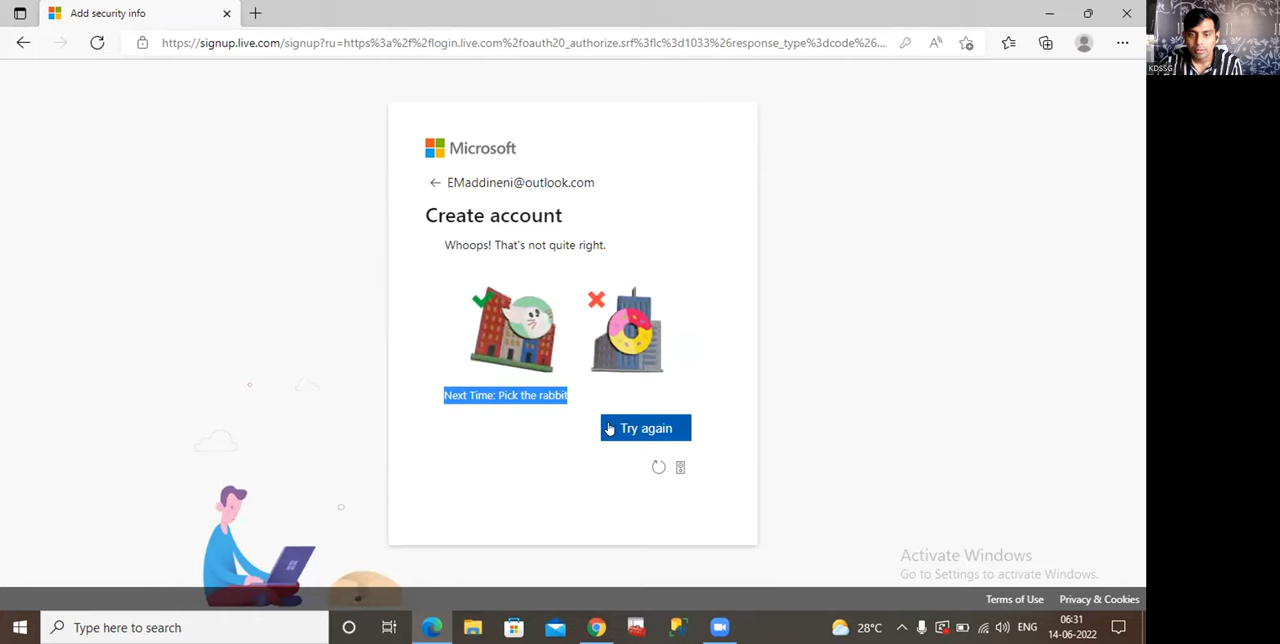 Add security info
https://signup.live.com/signup?ru=https%3a%2f%2flogin.live.com%2foauth20_authorize.srf%3flc%3d1033%26response_type%3dcode%26...
KDSSG
Microsoft
EMaddineni@outlook.com
Create account
Whoops! That's not quite right.
Next Time: Pick the rabbit
Try again
Activate Windows
Go to Settings to activate Windows.
Terms of Use Privacy & Cookies
Type here to search
28°C
ENG
06:31
14-06-2022